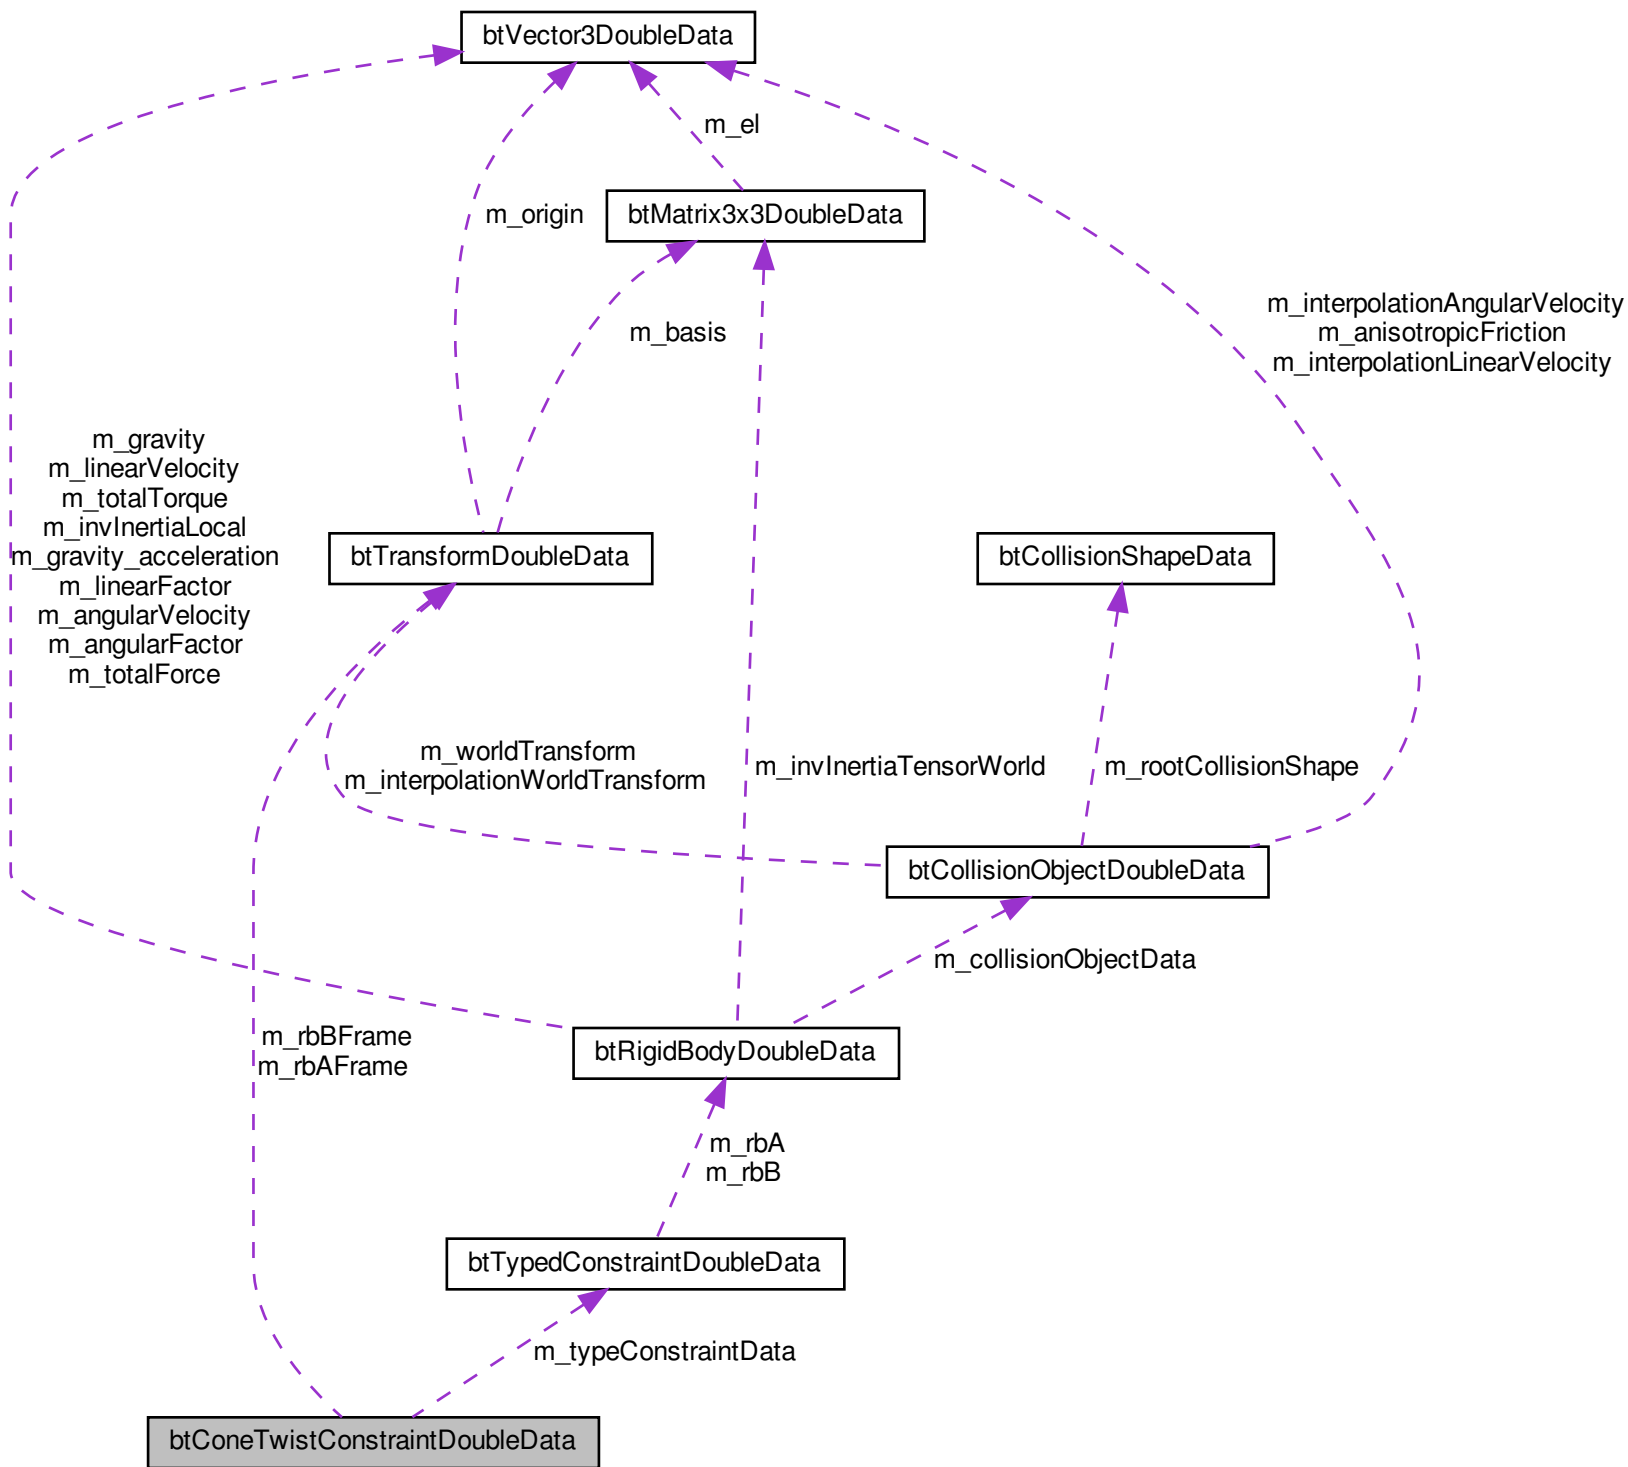 btVector3DoubleData
m_el
m_origin
btMatrix3x3DoubleData
m_basis
m_interpolationAngularVelocity
m_anisotropicFriction
m_interpolationLinearVelocity
m_gravity
m_linearVelocity
m_totalTorque
m_invInertiaLocal
m_gravity_acceleration
m_linearFactor
m_angularVelocity
m_angularFactor
m_totalForce
btTransformDoubleData
btCollisionShapeData
m_worldTransform
m_interpolationWorldTransform
m_invInertiaTensorWorld
m_rootCollisionShape
btCollisionObjectDoubleData
m_collisionObjectData
m_rbBFrame
m_rbAFrame
btRigidBodyDoubleData
m_rbA
m_rbB
btTypedConstraintDoubleData
m_typeConstraintData
btConeTwistConstraintDoubleData